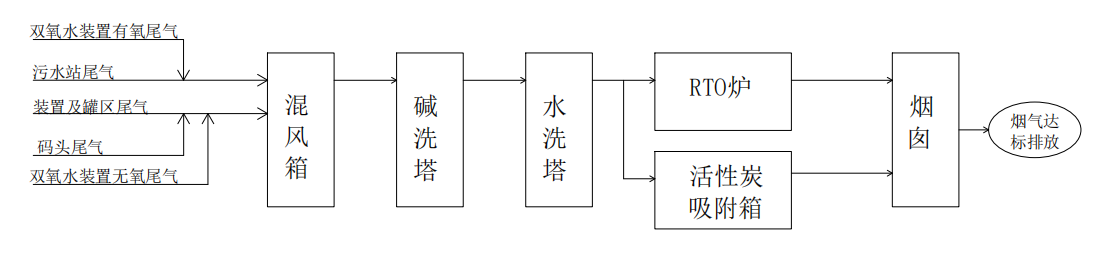 双氧水装置有氧尾气
污水站尾气
装置及罐区尾气
码头尾气
双氧水装置无氧尾气
混风箱
碱洗塔
水洗塔
RTO炉
活性炭
吸附箱
烟囱
烟气达
标排放